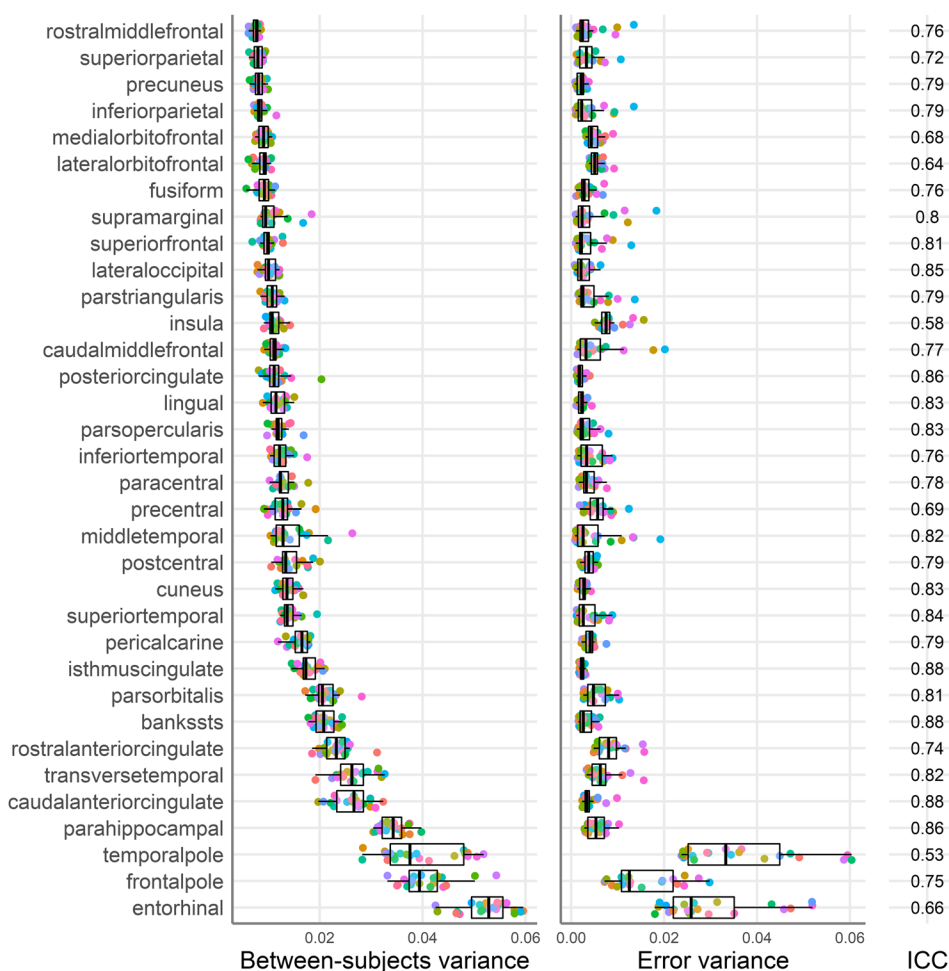 rostralmiddlefrontal 0.76
superiorparietal 0.72
precuneus 0.79
inferiorparietal 0.79
medialorbitofrontal 0.68
lateralorbitofrontal 0.64
fusiform 0.76
supramarginal 0.8
superiorfrontal 0.81
lateraloccipital 0.85
parstriangularis 0.79
insula 0.58
caudalmiddlefrontal 0.77
posteriorcingulate 0.86
lingual 0.83
parsopercularis 0.83
inferiortemporal 0.76
paracentral 0.78
precentral 0.69
middletemporal 0.82
postcentral 0.79
cuneus 0.83
superiortemporal 0.84
pericalcarine 0.79
isthmuscingulate 0.88
parsorbitalis 0.81
bankssts 0.88
rostralanteriorcingulate 0.74
transversetemporal 0.82
caudalanteriorcingulate 0.88
parahippocampal 0.86
temporalpole 0.53
frontalpole 0.75
entorhinal 0.66
0.02 0.04 0.06 0.00 0.02 0.04 0.06
Between-subjects variance Error variance ICC